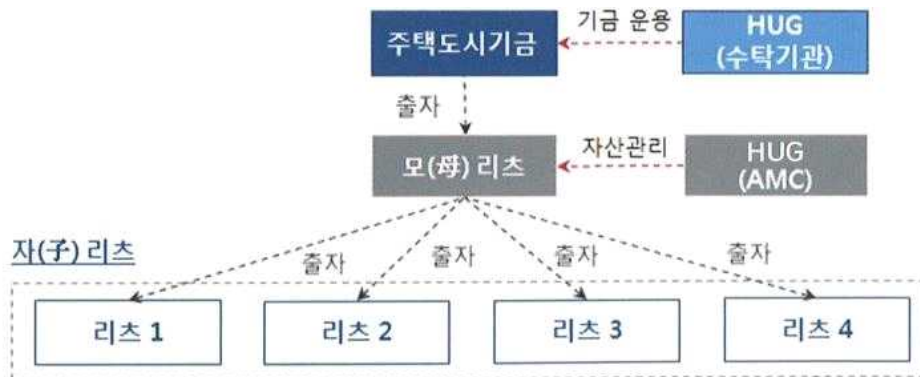 주택도시기금
기금 운용
HUG
(수탁기관)
출자
모(母) 리츠
자산관리
HUG
(AMC)
자(子) 리츠
출자
출자
출자
출자
리츠 1
리츠 2
리츠 3
리츠 4